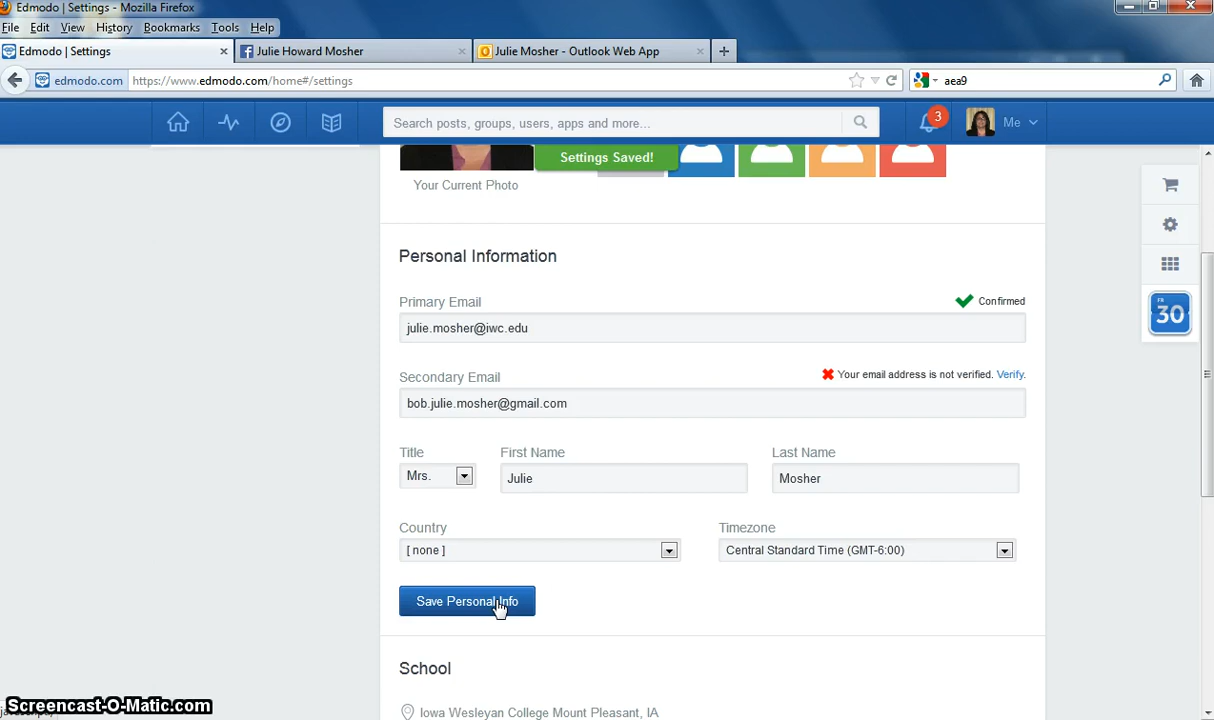 Edmodo | Settings - Mozilla Firefox
File Edit View History Bookmarks Tools Help
Edmodo | Settings × Julie Howard Mosher × Julie Mosher - Outlook Web App × +
edmodo.com https://www.edmodo.com/home#/settings aea9
Search posts, groups, users, apps and more... 3 Me
Settings Saved!
Your Current Photo
Personal Information
Primary Email Confirmed
julie.mosher@iwc.edu
30
Secondary Email Your email address is not verified. Verify.
bob.julie.mosher@gmail.com
Title First Name Last Name
Mrs. Julie Mosher
Country Timezone
[ none ] Central Standard Time (GMT-6:00)
Save Personal Info
School
Iowa Wesleyan College Mount Pleasant, IA
Screencast-O-Matic.com